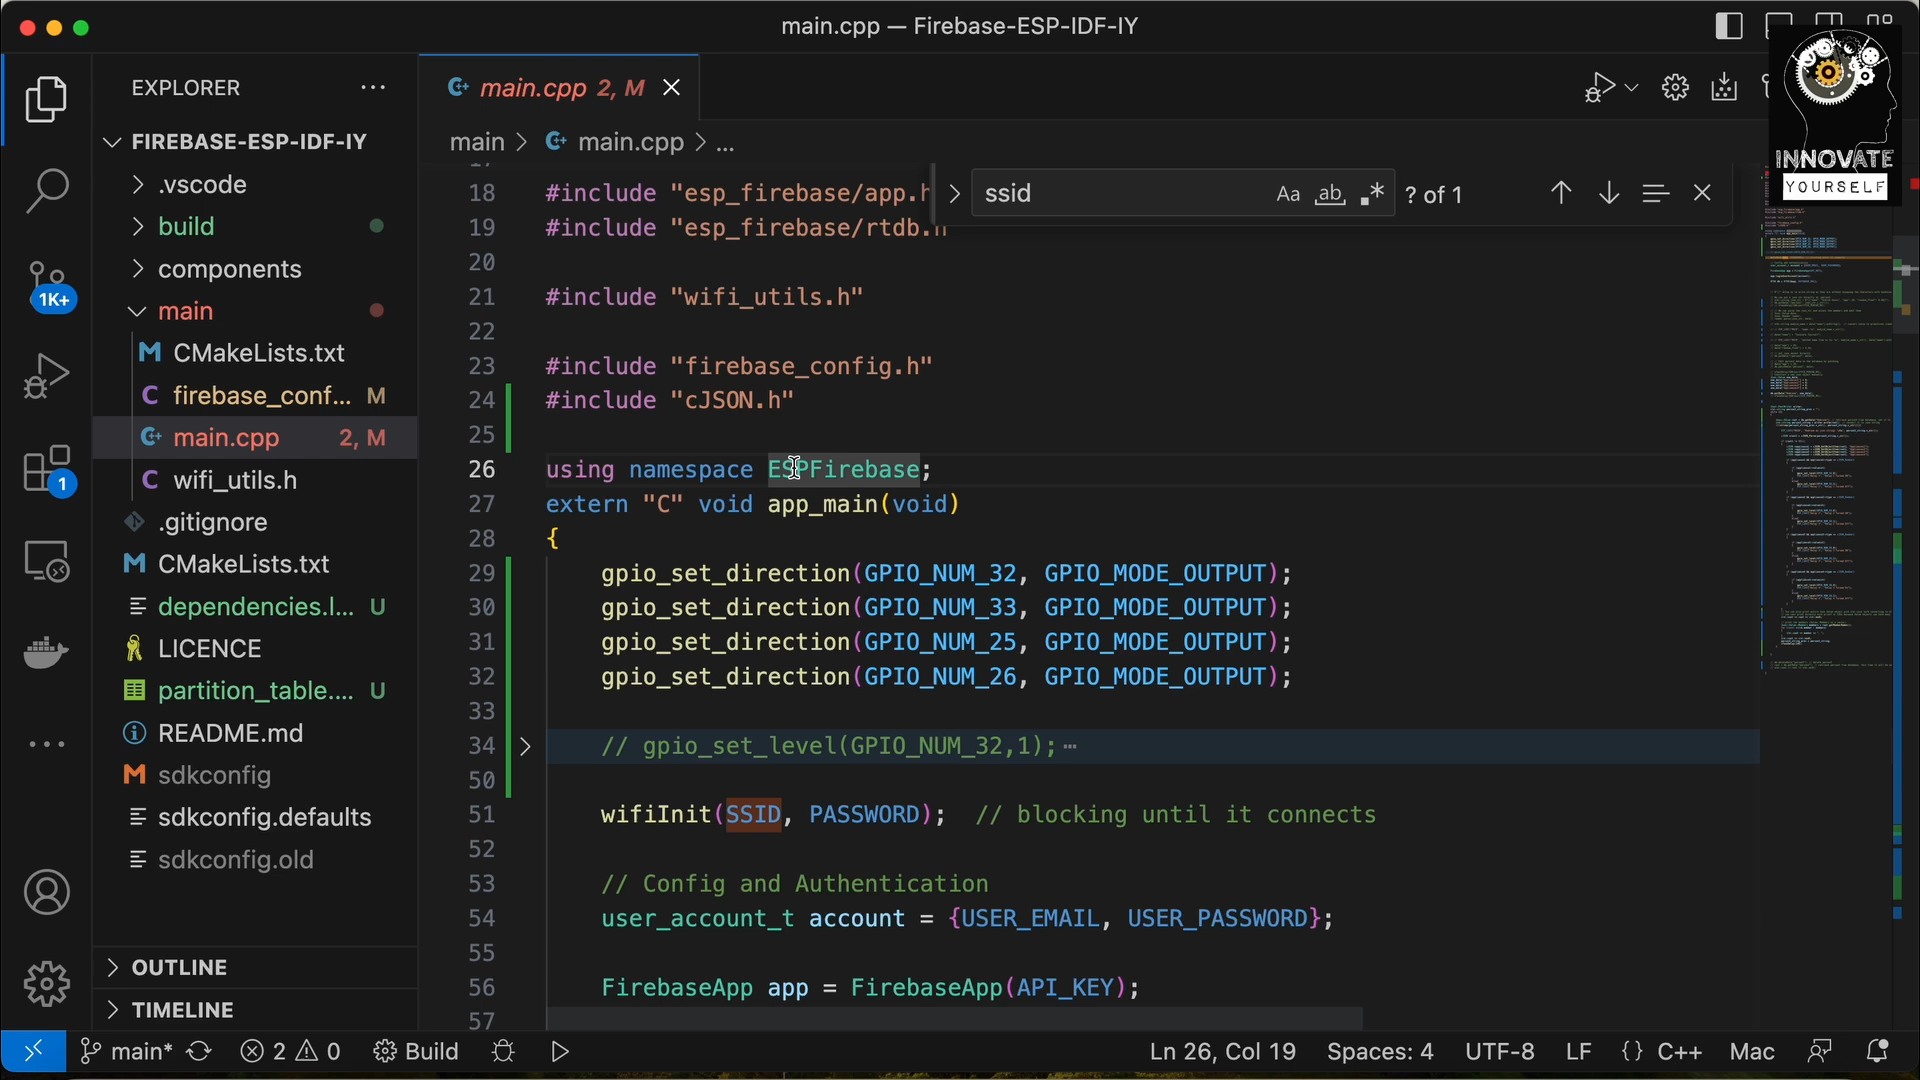 main.cpp — Firebase-ESP-IDF-IY
INNOVATE
YOURSELF
EXPLORER
FIREBASE-ESP-IDF-IY
.vscode
build
components
main
CMakeLists.txt
firebase_conf... M
main.cpp 2, M
wifi_utils.h
.gitignore
CMakeLists.txt
dependencies.l... U
LICENCE
partition_table.... U
README.md
sdkconfig
sdkconfig.defaults
sdkconfig.old
OUTLINE
TIMELINE
1K+
1
main.cpp 2, M
main > main.cpp > ...
ssid Aa ab ? of 1
18 #include "esp_firebase/app.h
19 #include "esp_firebase/rtdb.h"
20
21 #include "wifi_utils.h"
22
23 #include "firebase_config.h"
24 #include "cJSON.h"
25
26 using namespace ESPFirebase;
27 extern "C" void app_main(void)
28 {
29 gpio_set_direction(GPIO_NUM_32, GPIO_MODE_OUTPUT);
30 gpio_set_direction(GPIO_NUM_33, GPIO_MODE_OUTPUT);
31 gpio_set_direction(GPIO_NUM_25, GPIO_MODE_OUTPUT);
32 gpio_set_direction(GPIO_NUM_26, GPIO_MODE_OUTPUT);
33
34 // gpio_set_level(GPIO_NUM_32,1);
50
51 wifiInit(SSID, PASSWORD); // blocking until it connects
52
53 // Config and Authentication
54 user_account_t account = {USER_EMAIL, USER_PASSWORD};
55
56 FirebaseApp app = FirebaseApp(API_KEY);
57
main* 2 0 Build Ln 26, Col 19 Spaces: 4 UTF-8 LF {} C++ Mac